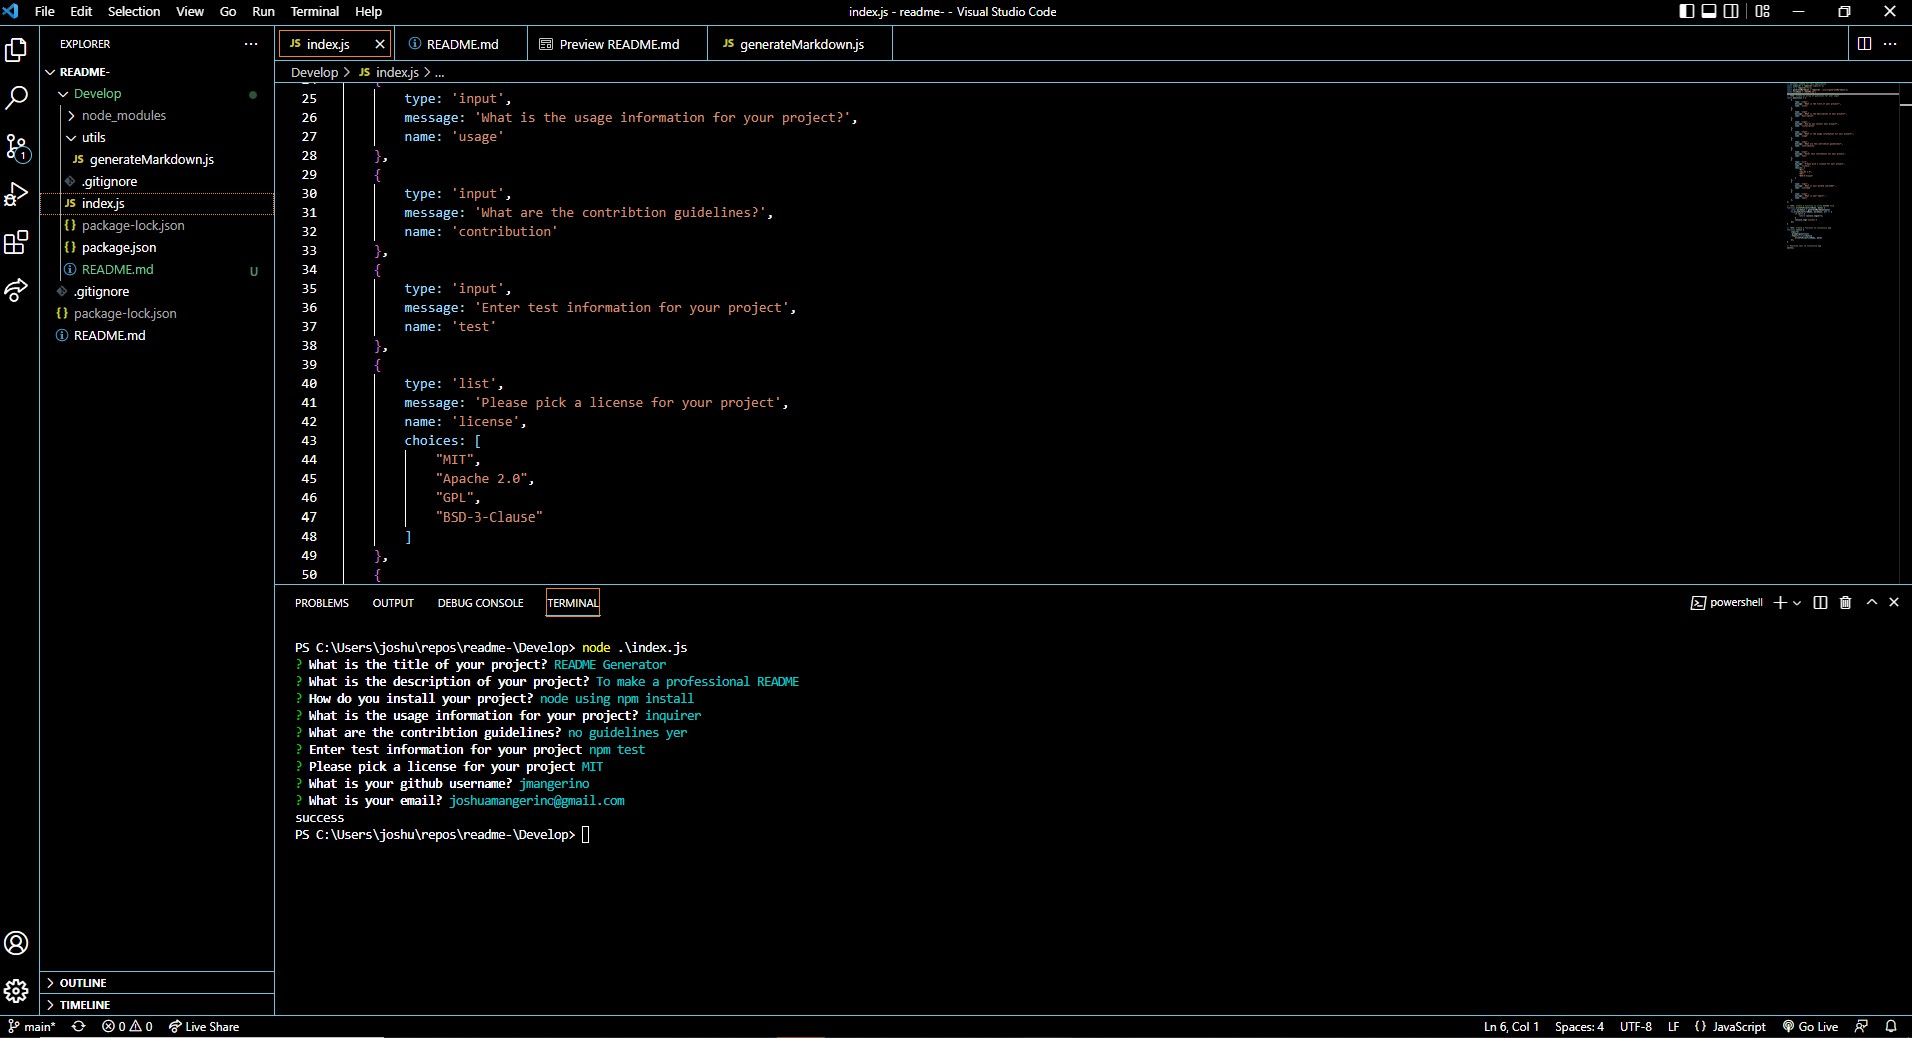 File Edit Selection View Go Run Terminal Help
index.js - readme- - Visual Studio Code
EXPLORER
README-
Develop
node_modules
utils
JS generateMarkdown.js
.gitignore
JS index.js
{} package-lock.json
{} package.json
README.md U
.gitignore
{} package-lock.json
README.md
OUTLINE
TIMELINE
1
JS index.js README.md Preview README.md JS generateMarkdown.js
Develop > JS index.js > ...
25 type: 'input',
26 message: 'What is the usage information for your project?',
27 name: 'usage'
28 },
29 {
30 type: 'input',
31 message: 'What are the contribtion guidelines?',
32 name: 'contribution'
33 },
34 {
35 type: 'input',
36 message: 'Enter test information for your project',
37 name: 'test'
38 },
39 {
40 type: 'list',
41 message: 'Please pick a license for your project',
42 name: 'license',
43 choices: [
44 "MIT",
45 "Apache 2.0",
46 "GPL",
47 "BSD-3-Clause"
48 ]
49 },
50 {
PROBLEMS OUTPUT DEBUG CONSOLE TERMINAL
powershell
PS C:\Users\joshu\repos\readme-\Develop> node .\index.js
? What is the title of your project? README Generator
? What is the description of your project? To make a professional README
? How do you install your project? node using npm install
? What is the usage information for your project? inquirer
? What are the contribtion guidelines? no guidelines yer
? Enter test information for your project npm test
? Please pick a license for your project MIT
? What is your github username? jmangerino
? What is your email? joshuamangerino@gmail.com
success
PS C:\Users\joshu\repos\readme-\Develop>
main* 0 0 Live Share
Ln 6, Col 1 Spaces: 4 UTF-8 LF {} JavaScript Go Live